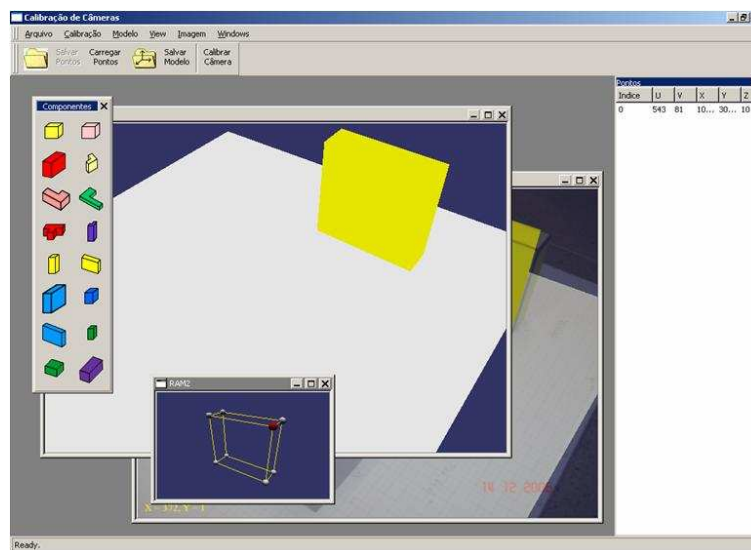 Calibração de Câmeras
Arquivo Calibração Modelo View Imagem Windows
Salvar Pontos
Carregar Pontos
Salvar Modelo
Calibrar Câmera
Pontos
Indice U V X Y Z
0 543 81 10... 30... 10
Componentes
RAM2
14 12
Ready.